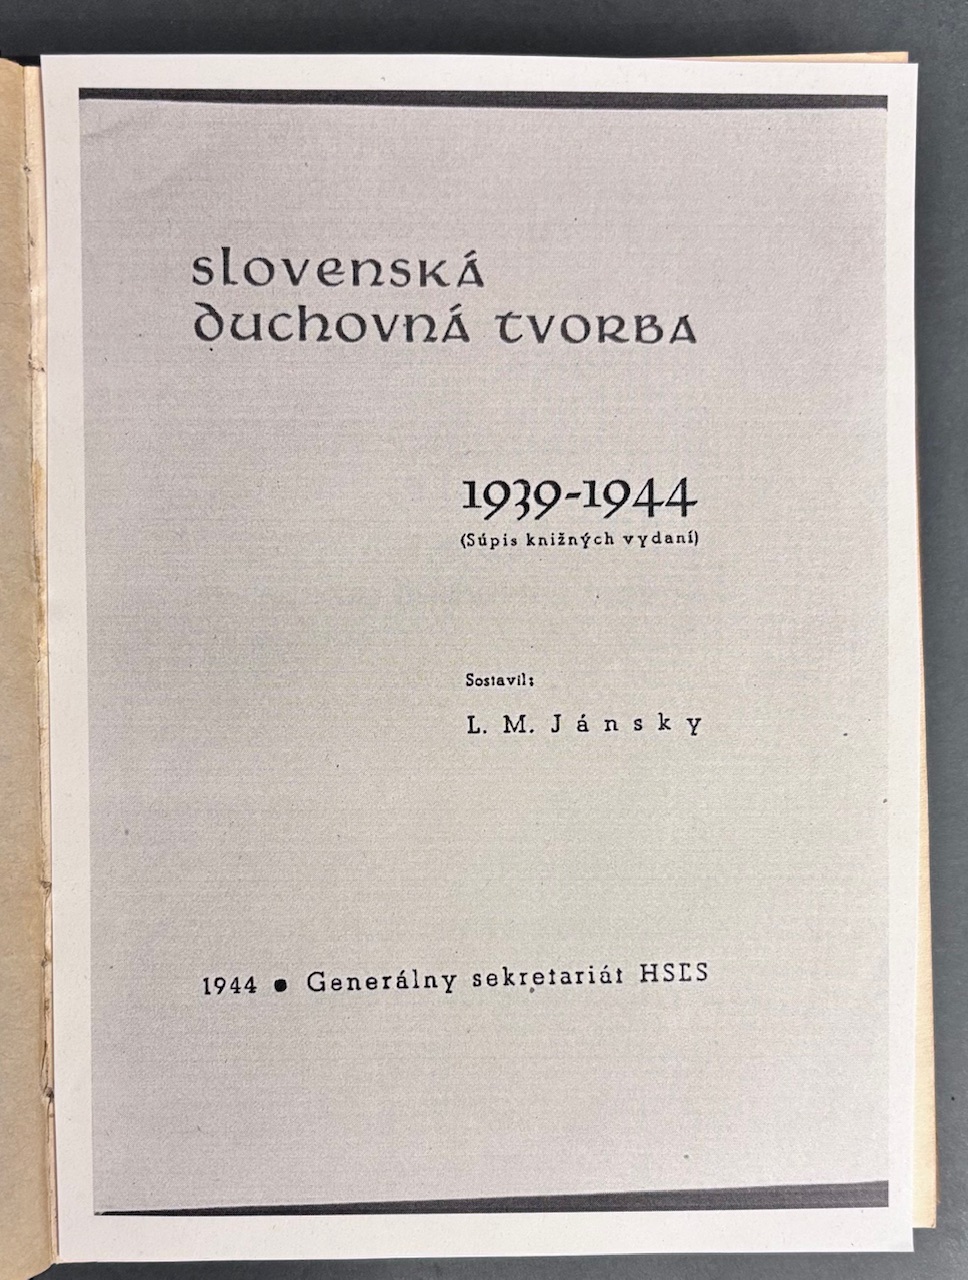 slovenská
duchovná tvorba
1939-1944
(Súpis knižných vydaní)
Sostavil:
L. M. Jánsky
1944 • Generálny sekretariát HSĽS